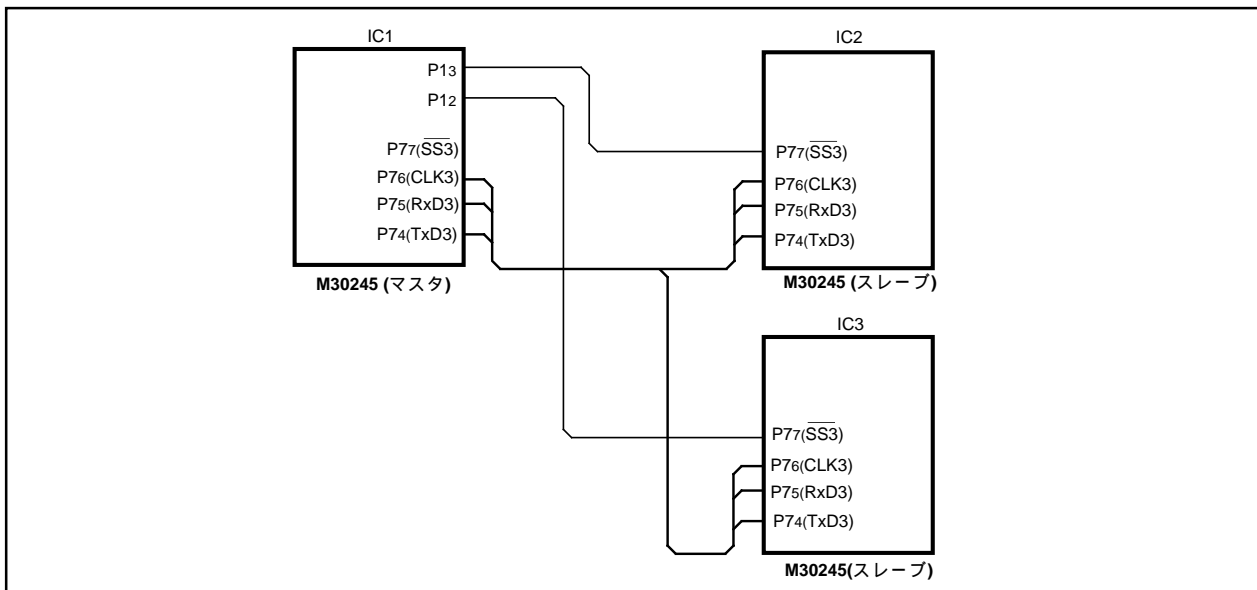 IC1
P13
P12
P77(SS3)
P76(CLK3)
P75(RxD3)
P74(TxD3)
M30245 (マスタ)
IC2
P77(SS3)
P76(CLK3)
P75(RxD3)
P74(TxD3)
M30245 (スレーブ)
IC3
P77(SS3)
P76(CLK3)
P75(RxD3)
P74(TxD3)
M30245(スレーブ)